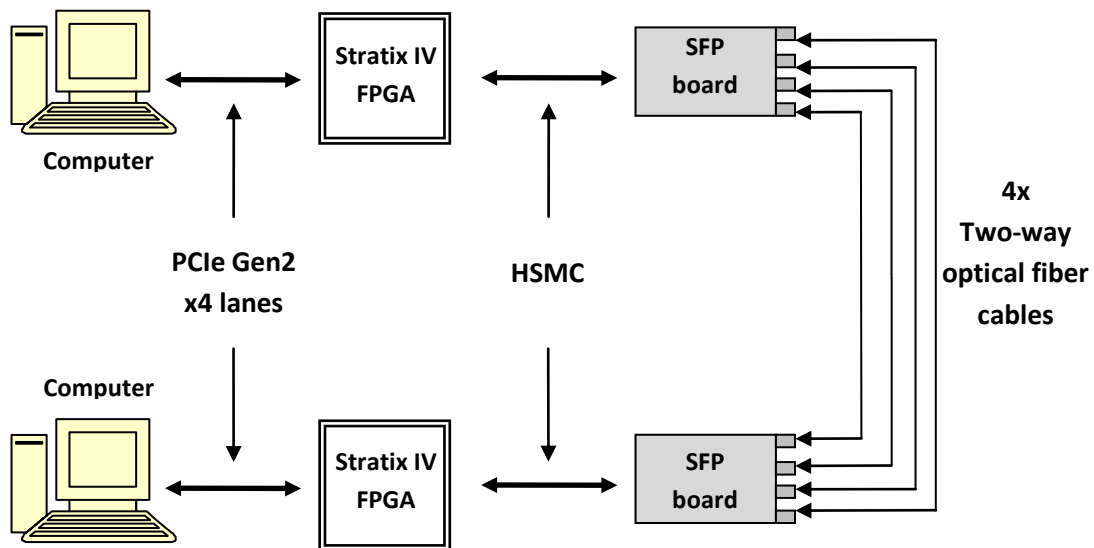 Stratix IV
FPGA
SFP
board
Computer
PCIe Gen2
x4 lanes
HSMC
4x
Two-way
optical fiber
cables
Computer
Stratix IV
FPGA
SFP
board